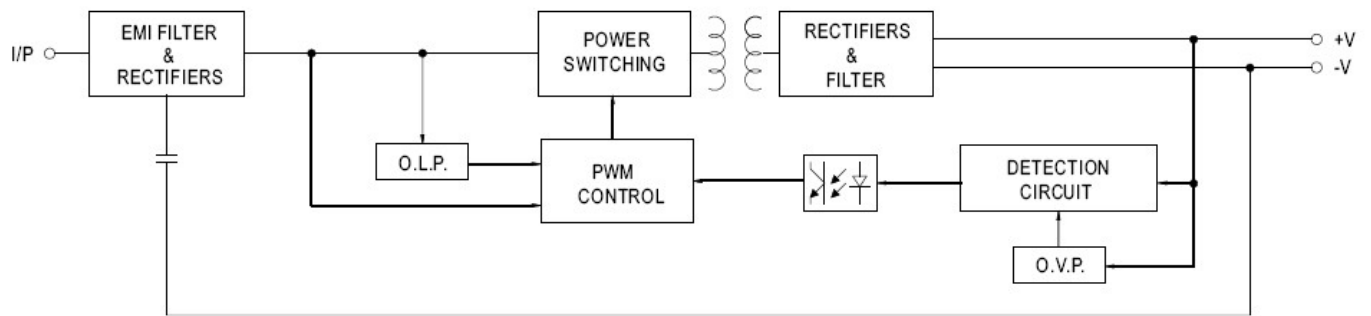 I/P
EMI FILTER
&
RECTIFIERS
POWER
SWITCHING
RECTIFIERS
&
FILTER
+V
-V
O.L.P.
PWM
CONTROL
DETECTION
CIRCUIT
O.V.P.